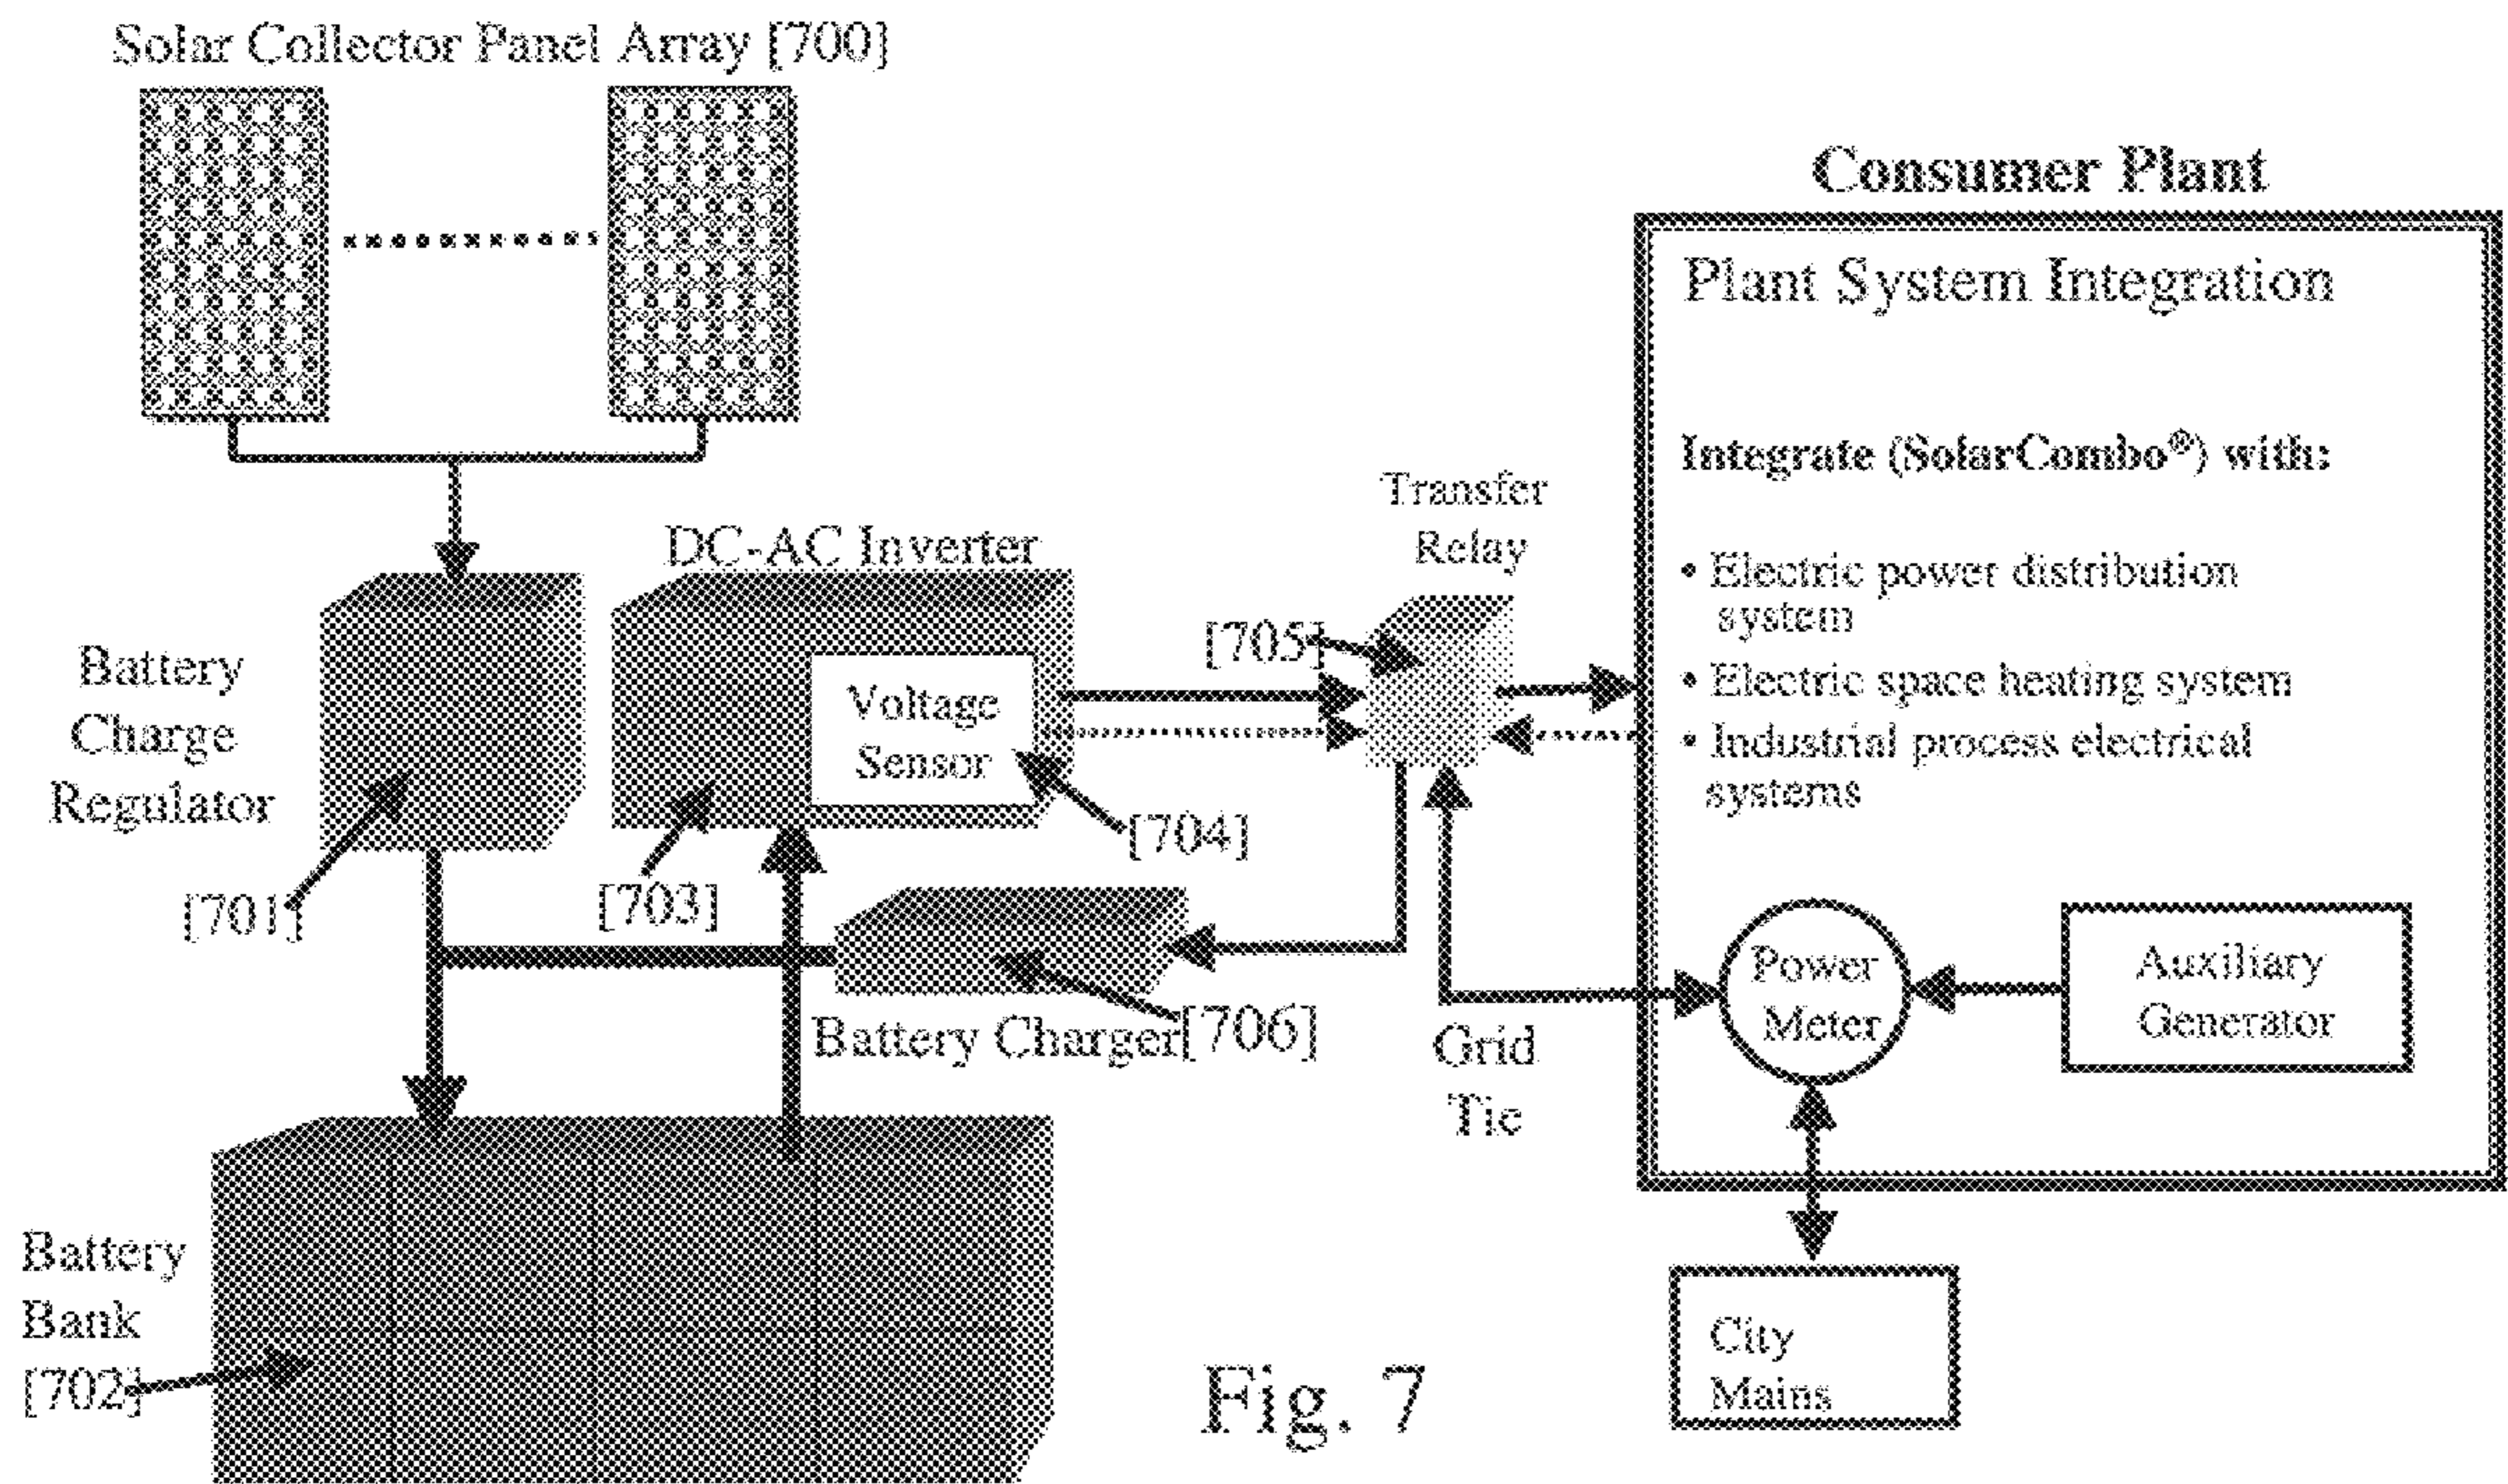 Solar Collector Panel Array [700]
Consumer Plant
Plant System Integration
Integrate (SolarCombo®) with:
• Electric power distribution
system
• Electric space heating system
• Industrial process electrical
systems
Transfer
Relay
DC-AC Inverter
[705]
Battery
Charge
Regulator
Voltage
Sensor
[704]
[701]
[703]
Power
Meter
Auxiliary
Generator
Battery Charger[706]
Grid
Tie
Battery
Bank
[702]
City
Mains
Fig. 7